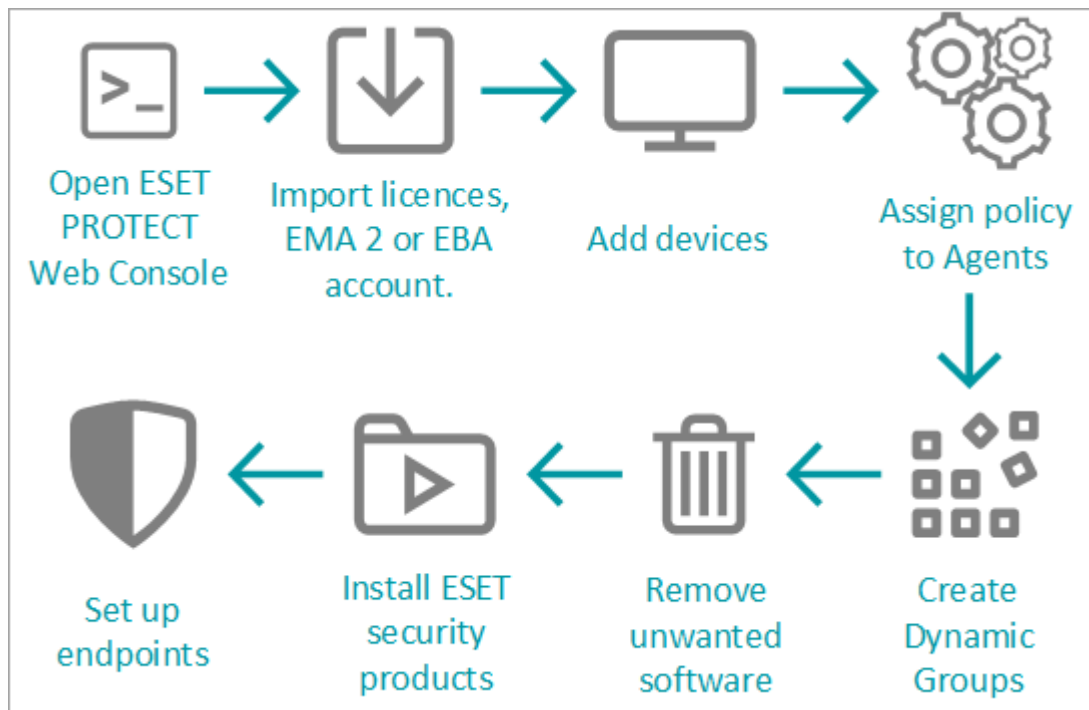 Open ESET
PROTECT
Web Console
Import licences,
EMA 2 or EBA
account.
Add devices
Assign policy
to Agents
Create
Dynamic
Groups
Remove
unwanted
software
Install ESET
security
products
Set up
endpoints